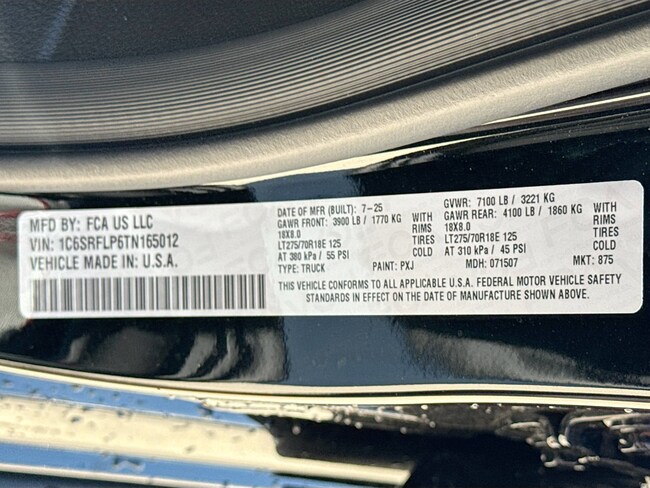 MFD BY: FCA US LLC
VIN: 1C6SRFLP6TN165012
VEHICLE MADE IN: U.S.A.
DATE OF MFR (BUILT): 7-25
GAWR FRONT: 3900 LB / 1770 KG
18X8.0
WITH
RIMS
LT275/70R18E 125
TIRES
AT 380 kPa / 55 PSI
COLD
TYPE: TRUCK
PAINT: PXJ
GVWR: 7100 LB / 3221 KG
GAWR REAR: 4100 LB / 1860 KG
18X8.0
WITH
RIMS
LT275/70R18E 125
TIRES
AT 310 kPa / 45 PSI
COLD
MDH: 071507
MKT: 875
THIS VEHICLE CONFORMS TO ALL APPLICABLE U.S.A. FEDERAL MOTOR VEHICLE SAFETY
STANDARDS IN EFFECT ON THE DATE OF MANUFACTURE SHOWN ABOVE.